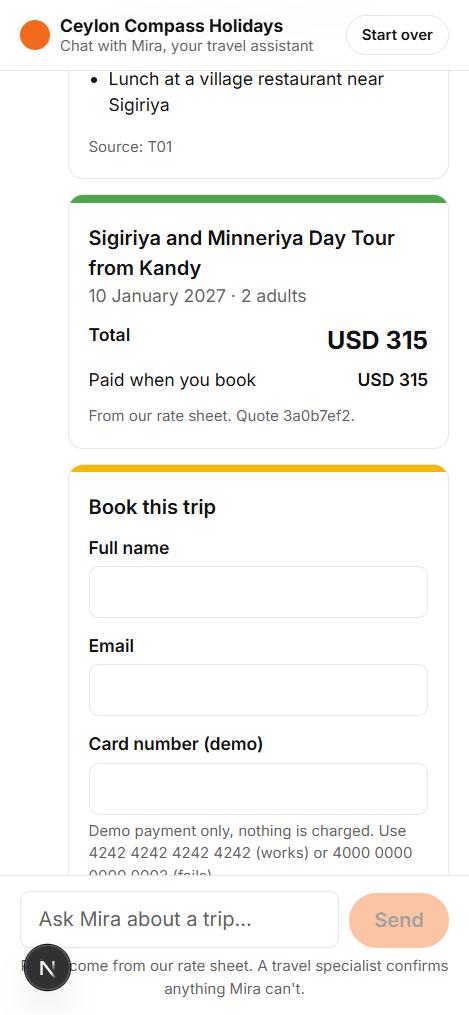 Ceylon Compass Holidays
Chat with Mira, your travel assistant
Start over
• Lunch at a village restaurant near
Sigiriya
Source: T01
Sigiriya and Minneriya Day Tour
from Kandy
10 January 2027 · 2 adults
Total
USD 315
Paid when you book
USD 315
From our rate sheet. Quote 3a0b7ef2.
Book this trip
Full name
Email
Card number (demo)
Demo payment only, nothing is charged. Use
4242 4242 4242 4242 (works) or 4000 0000
0000 0002 (fails)
Ask Mira about a trip...
Send
N
come from our rate sheet. A travel specialist confirms
anything Mira can't.